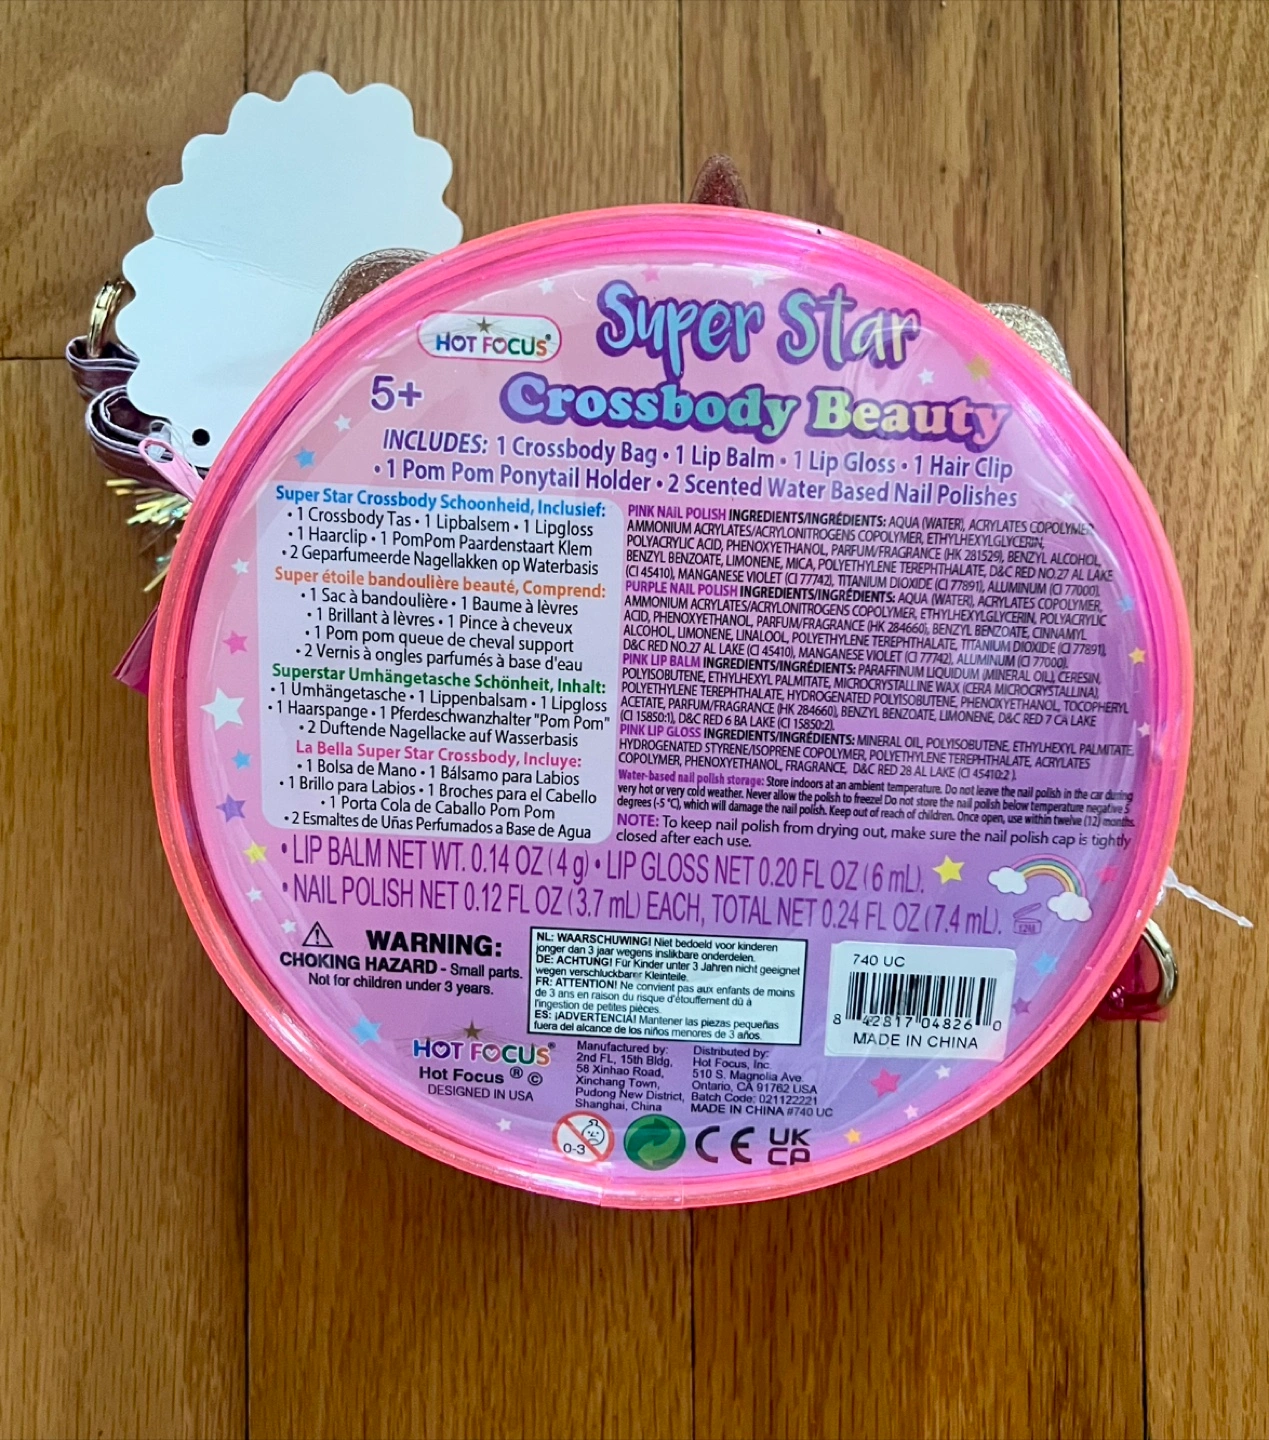 HOT FOCUS®
Super Star
5+
Crossbody Beauty
INCLUDES: 1 Crossbody Bag • 1 Lip Balm • 1 Lip Gloss • 1 Hair Clip
• 1 Pom Pom Ponytail Holder • 2 Scented Water Based Nail Polishes
Super Star Crossbody Schoonheid, Inclusief:
• 1 Crossbody Tas • 1 Lipbalsem • 1 Lipgloss
• 1 Haarclip • 1 PomPom Paardenstaart Klem
• 2 Geparfumeerde Nagellakken op Waterbasis
Super étoile bandoulière beauté, Comprend:
• 1 Sac à bandoulière • 1 Baume à lèvres
• 1 Brillant à lèvres • 1 Pince à cheveux
• 1 Pom pom queue de cheval support
• 2 Vernis à ongles parfumés à base d'eau
Superstar Umhängetasche Schönheit, Inhalt:
• 1 Umhängetasche • 1 Lippenbalsam • 1 Lipgloss
• 1 Haarspange • 1 Pferdeschwanzhalter "Pom Pom"
• 2 Duftende Nagellacke auf Wasserbasis
La Bella Super Star Crossbody, Incluye:
• 1 Bolsa de Mano • 1 Bálsamo para Labios
• 1 Brillo para Labios • 1 Broches para el Cabello
• 1 Porta Cola de Caballo Pom Pom
• 2 Esmaltes de Uñas Perfumados a Base de Agua
PINK NAIL POLISH INGREDIENTS/INGRÉDIENTS: AQUA (WATER), ACRYLATES COPOLYMER,
AMMONIUM ACRYLATES/ACRYLONITROGENS COPOLYMER, ETHYLHEXYLGLYCERIN,
POLYACRYLIC ACID, PHENOXYETHANOL, PARFUM/FRAGRANCE (HK 281529), BENZYL ALCOHOL,
BENZYL BENZOATE, LIMONENE, MICA, POLYETHYLENE TEREPHTHALATE, D&C RED NO.27 AL LAKE
(CI 45410), MANGANESE VIOLET (CI 77742), TITANIUM DIOXIDE (CI 77891), ALUMINUM (CI 77000).
PURPLE NAIL POLISH INGREDIENTS/INGRÉDIENTS: AQUA (WATER), ACRYLATES COPOLYMER,
AMMONIUM ACRYLATES/ACRYLONITROGENS COPOLYMER, ETHYLHEXYLGLYCERIN, POLYACRYLIC
ACID, PHENOXYETHANOL, PARFUM/FRAGRANCE (HK 284660), BENZYL BENZOATE, CINNAMYL
ALCOHOL, LIMONENE, LINALOOL, POLYETHYLENE TEREPHTHALATE, TITANIUM DIOXIDE (CI 77891),
D&C RED NO.27 AL LAKE (CI 45410), MANGANESE VIOLET (CI 77742), ALUMINUM (CI 77000).
PINK LIP BALM INGREDIENTS/INGRÉDIENTS: PARAFFINUM LIQUIDUM (MINERAL OIL), CERESIN,
POLYISOBUTENE, ETHYLHEXYL PALMITATE, MICROCRYSTALLINE WAX (CERA MICROCRYSTALLINA),
POLYETHYLENE TEREPHTHALATE, HYDROGENATED POLYISOBUTENE, PHENOXYETHANOL, TOCOPHERYL
ACETATE, PARFUM/FRAGRANCE (HK 284660), BENZYL BENZOATE, LIMONENE, D&C RED 7 CA LAKE
(CI 15850:1), D&C RED 6 BA LAKE (CI 15850:2).
PINK LIP GLOSS INGREDIENTS/INGRÉDIENTS: MINERAL OIL, POLYISOBUTENE, ETHYLHEXYL PALMITATE,
HYDROGENATED STYRENE/ISOPRENE COPOLYMER, POLYETHYLENE TEREPHTHALATE, ACRYLATES
COPOLYMER, PHENOXYETHANOL, FRAGRANCE, D&C RED 28 AL LAKE (CI 45410:2 ).
Water-based nail polish storage: Store indoors at an ambient temperature. Do not leave the nail polish in the car during
very hot or very cold weather. Never allow the polish to freeze! Do not store the nail polish below temperature negative 5
degrees (-5 °C), which will damage the nail polish. Keep out of reach of children. Once open, use within twelve (12) months.
NOTE: To keep nail polish from drying out, make sure the nail polish cap is tightly
closed after each use.
• LIP BALM NET WT. 0.14 OZ (4 g) • LIP GLOSS NET 0.20 FL OZ (6 mL).
• NAIL POLISH NET 0.12 FL OZ (3.7 mL) EACH, TOTAL NET 0.24 FL OZ (7.4 mL).
12M
WARNING:
CHOKING HAZARD - Small parts.
Not for children under 3 years.
NL: WAARSCHUWING! Niet bedoeld voor kinderen
jonger dan 3 jaar wegens inslikbare onderdelen.
DE: ACHTUNG! Für Kinder unter 3 Jahren nicht geeignet
wegen verschluckbarer Kleinteile.
FR: ATTENTION! Ne convient pas aux enfants de moins
de 3 ans en raison du risque d'étouffement dû à
l'ingestion de petites pièces.
ES: ¡ADVERTENCIA! Mantener las piezas pequeñas
fuera del alcance de los niños menores de 3 años.
740 UC
8 42817 04826 0
MADE IN CHINA
HOT FOCUS®
Hot Focus ® ©
DESIGNED IN USA
Manufactured by:
2nd FL, 15th Bldg,
58 Xinhao Road,
Xinchang Town,
Pudong New District,
Shanghai, China
Distributed by:
Hot Focus, Inc.
510 S. Magnolia Ave.
Ontario, CA 91762 USA
Batch Code: 021122221
MADE IN CHINA #740 UC
0-3
CE
UK
CA